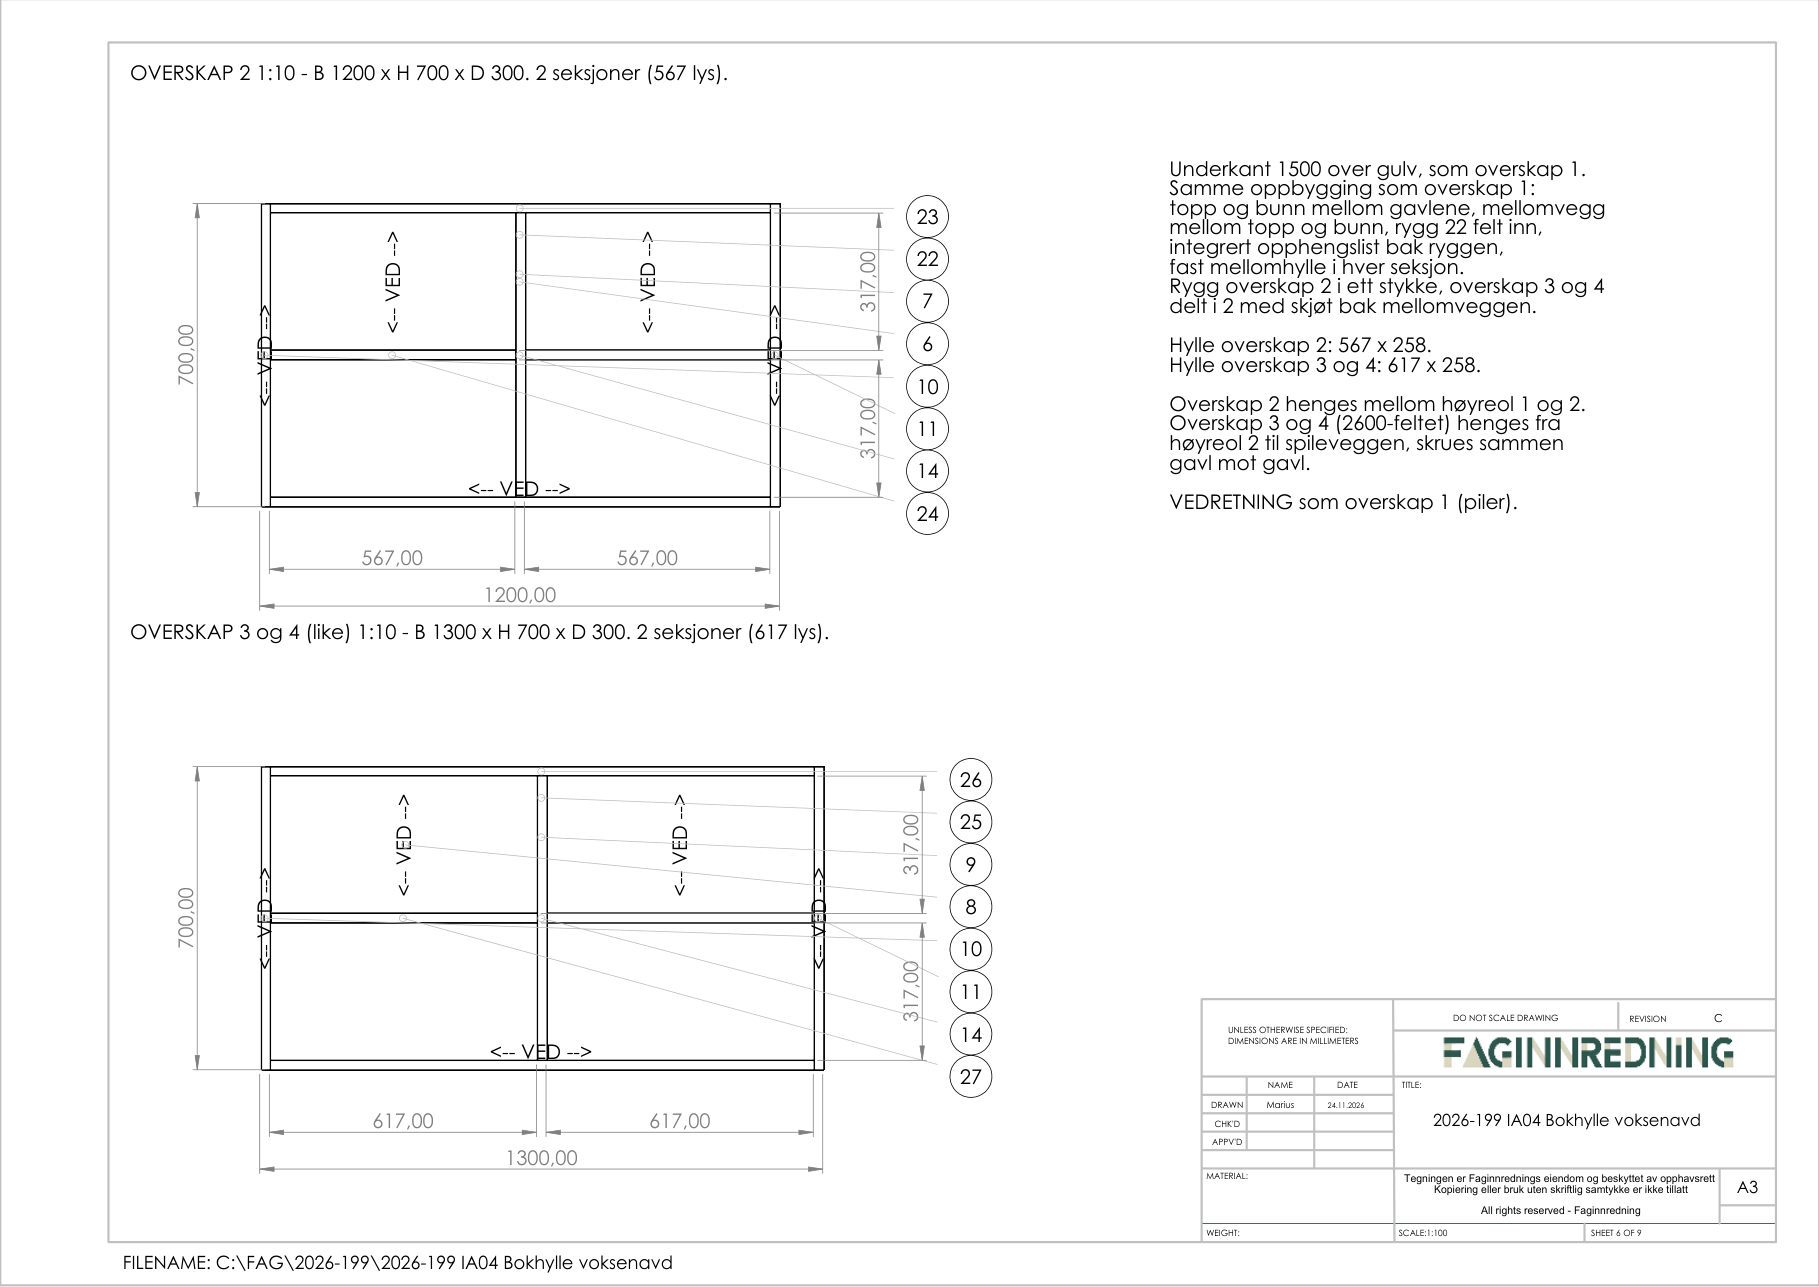 OVERSKAP 2 1:10 - B 1200 x H 700 x D 300. 2 seksjoner (567 lys).
Underkant 1500 over gulv, som overskap 1.
Samme oppbygging som overskap 1:
topp og bunn mellom gavlene, mellomvegg
mellom topp og bunn, rygg 22 felt inn,
integrert opphengslist bak ryggen,
fast mellomhylle i hver seksjon.
Rygg overskap 2 i ett stykke, overskap 3 og 4
delt i 2 med skjøt bak mellomveggen.
Hylle overskap 2: 567 x 258.
Hylle overskap 3 og 4: 617 x 258.
Overskap 2 henges mellom høyreol 1 og 2.
Overskap 3 og 4 (2600-feltet) henges fra
høyreol 2 til spileveggen, skrues sammen
gavl mot gavl.
VEDRETNING som overskap 1 (piler).
700,00
<-- VED -->
<-- VED -->
<-- VED -->
<-- VED -->
<-- VED -->
317,00
317,00
23
22
7
6
10
11
14
24
567,00
567,00
1200,00
OVERSKAP 3 og 4 (like) 1:10 - B 1300 x H 700 x D 300. 2 seksjoner (617 lys).
700,00
<-- VED -->
<-- VED -->
<-- VED -->
<-- VED -->
<-- VED -->
317,00
317,00
26
25
9
8
10
11
14
27
617,00
617,00
1300,00
UNLESS OTHERWISE SPECIFIED:
DIMENSIONS ARE IN MILLIMETERS
DO NOT SCALE DRAWING
REVISION C
FAGINNREDNING
NAME DATE
DRAWN Marius 24.11.2026
CHK'D
APPV'D
TITLE:
2026-199 IA04 Bokhylle voksenavd
MATERIAL:
Tegningen er Faginnrednings eiendom og beskyttet av opphavsrett
Kopiering eller bruk uten skriftlig samtykke er ikke tillatt
All rights reserved - Faginnredning
A3
WEIGHT:
SCALE:1:100
SHEET 6 OF 9
FILENAME: C:\FAG\2026-199\2026-199 IA04 Bokhylle voksenavd